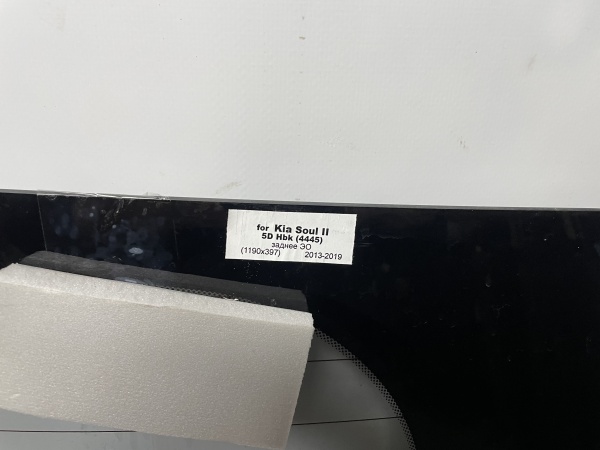 for Kia Soul II
5D Hbk (4445)
заднее ЭО
(1190x397) 2013-2019